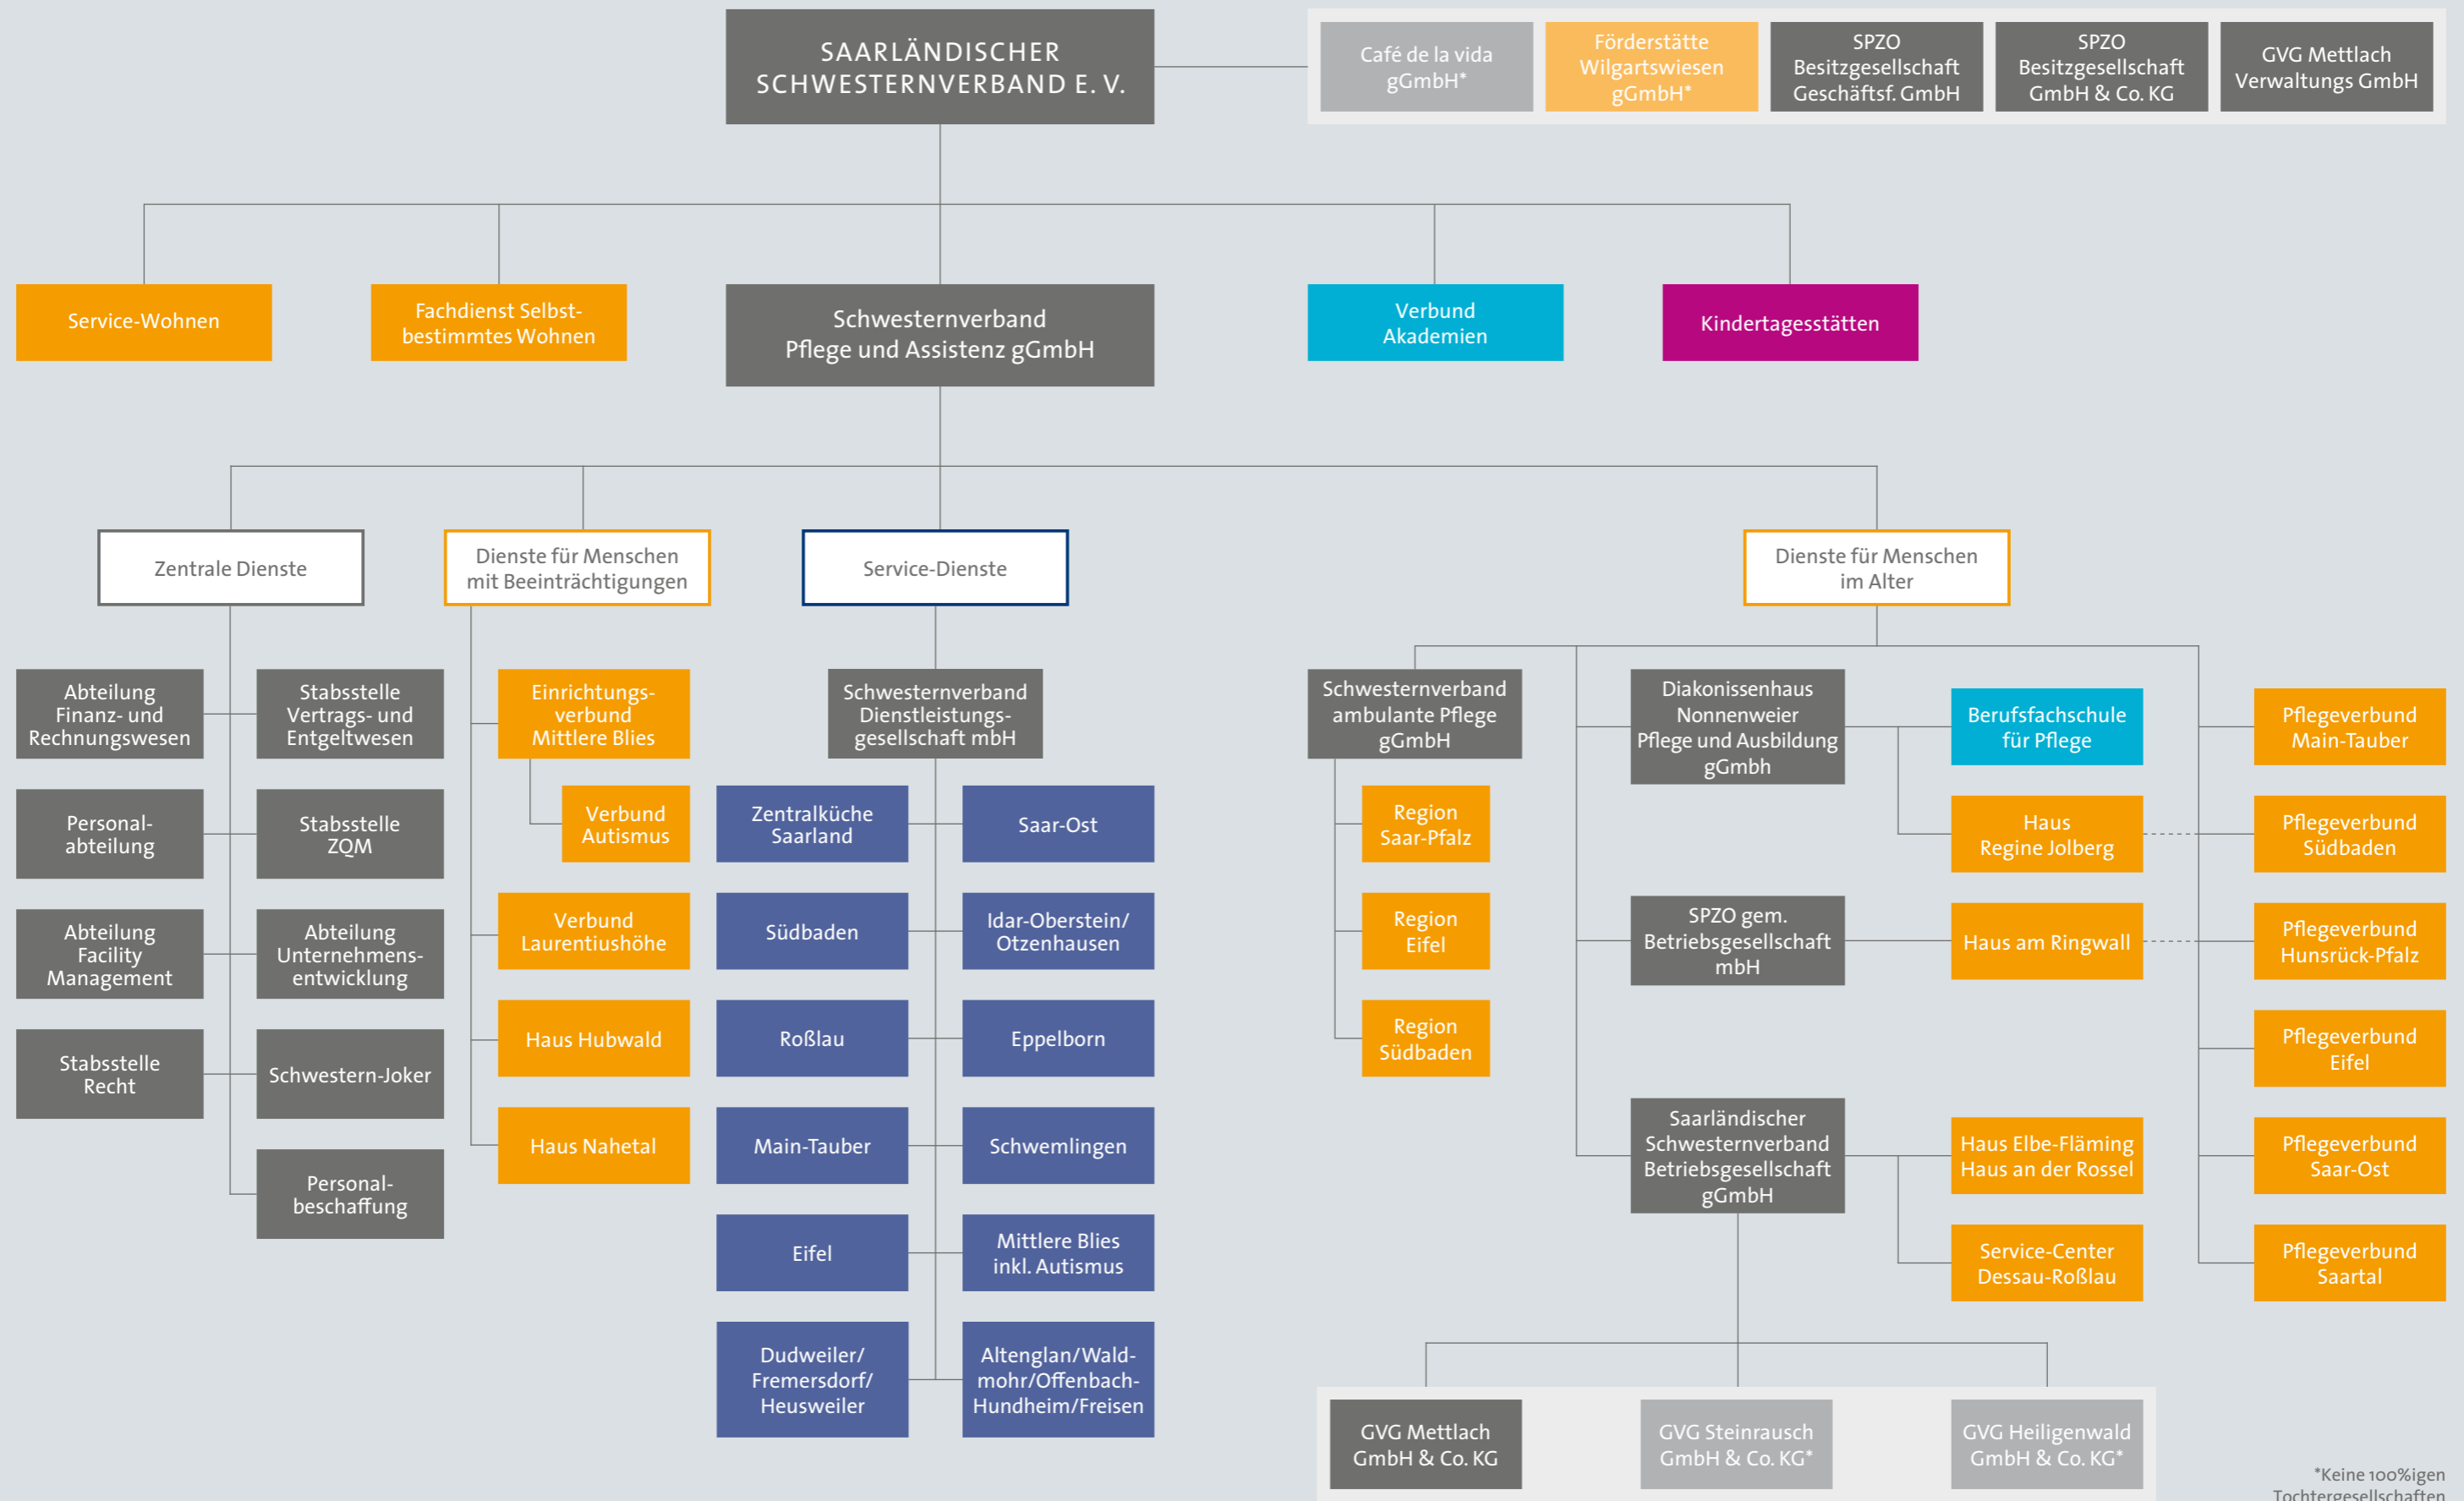 SAARLÄNDISCHER
SCHWESTERNVERBAND E. V.
Café de la vida
gGmbH*
Förderstätte
Wilgartswiesen
gGmbH*
SPZO
Besitzgesellschaft
Geschäftsf. GmbH
SPZO
Besitzgesellschaft
GmbH & Co. KG
GVG Mettlach
Verwaltungs GmbH
Service-Wohnen
Fachdienst Selbst-
bestimmtes Wohnen
Schwesternverband
Pflege und Assistenz gGmbH
Verbund
Akademien
Kindertagesstätten
Zentrale Dienste
Dienste für Menschen
mit Beeinträchtigungen
Service-Dienste
Dienste für Menschen
im Alter
Abteilung
Finanz- und
Rechnungswesen
Stabsstelle
Vertrags- und
Entgeltwesen
Personal-
abteilung
Stabsstelle
ZQM
Abteilung
Facility
Management
Abteilung
Unternehmens-
entwicklung
Stabsstelle
Recht
Schwestern-Joker
Personal-
beschaffung
Einrichtungs-
verbund
Mittlere Blies
Verbund
Autismus
Verbund
Laurentiushöhe
Haus Hubwald
Haus Nahetal
Schwesternverband
Dienstleistungs-
gesellschaft mbH
Zentralküche
Saarland
Saar-Ost
Südbaden
Idar-Oberstein/
Otzenhausen
Roßlau
Eppelborn
Main-Tauber
Schwemlingen
Eifel
Mittlere Blies
inkl. Autismus
Dudweiler/
Fremersdorf/
Heusweiler
Altenglan/Wald-
mohr/Offenbach-
Hundheim/Freisen
Schwesternverband
ambulante Pflege
gGmbH
Region
Saar-Pfalz
Region
Eifel
Region
Südbaden
Diakonissenhaus
Nonnenweier
Pflege und Ausbildung
gGmbh
Berufsfachschule
für Pflege
Haus
Regine Jolberg
SPZO gem.
Betriebsgesellschaft
mbH
Haus am Ringwall
Saarländischer
Schwesternverband
Betriebsgesellschaft
gGmbH
Haus Elbe-Fläming
Haus an der Rossel
Service-Center
Dessau-Roßlau
Pflegeverbund
Main-Tauber
Pflegeverbund
Südbaden
Pflegeverbund
Hunsrück-Pfalz
Pflegeverbund
Eifel
Pflegeverbund
Saar-Ost
Pflegeverbund
Saartal
GVG Mettlach
GmbH & Co. KG
GVG Steinrausch
GmbH & Co. KG*
GVG Heiligenwald
GmbH & Co. KG*
*Keine 100%igen
Tochtergesellschaften